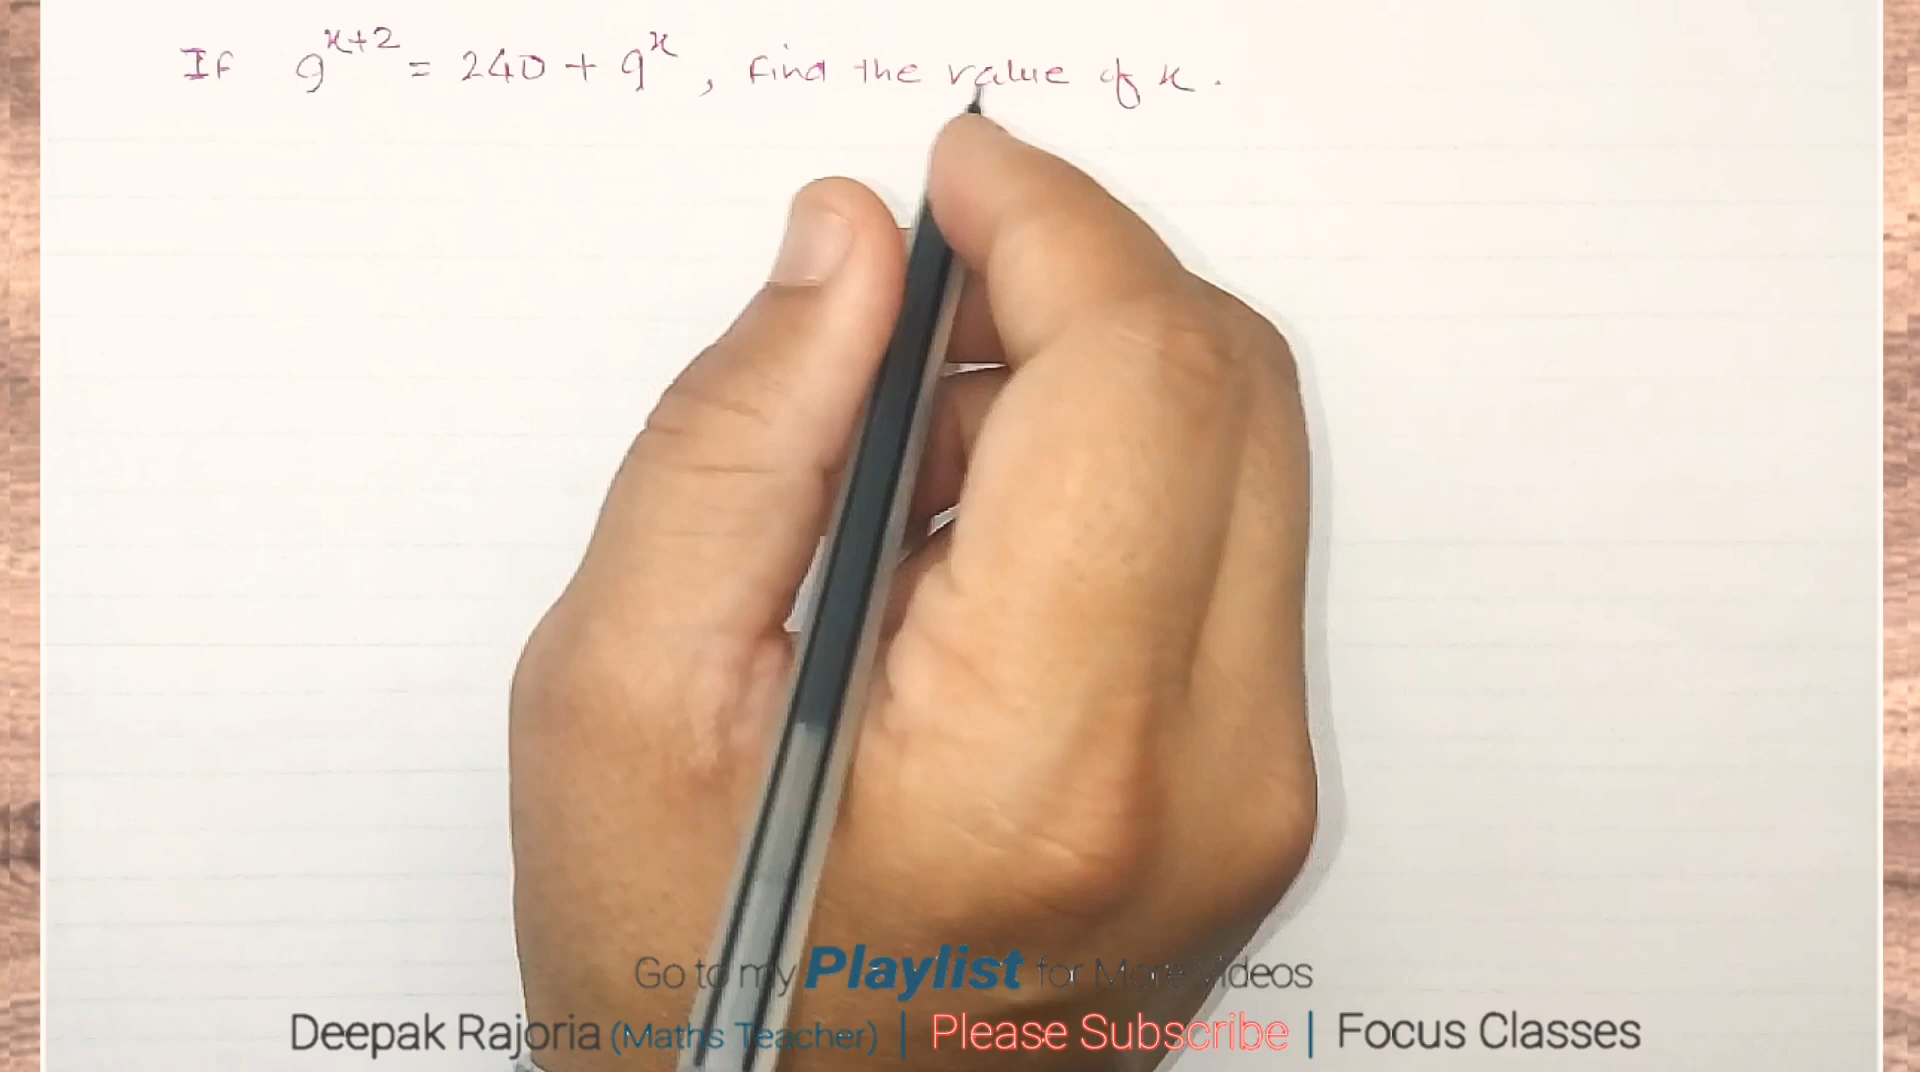 If 9^{x+2} = 240 + 9^x, find the value of x.
Go to my Playlist for More Videos
Deepak Rajoria (Maths Teacher) | Please Subscribe | Focus Classes